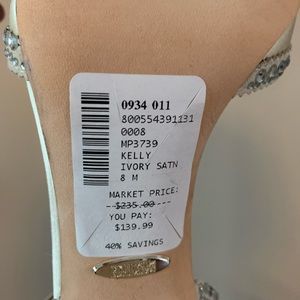 0934 011
800554391131
0008
MP3739
KELLY
IVORY SATN
8 M
MARKET PRICE:
$235.00
YOU PAY:
$139.99
40% SAVINGS